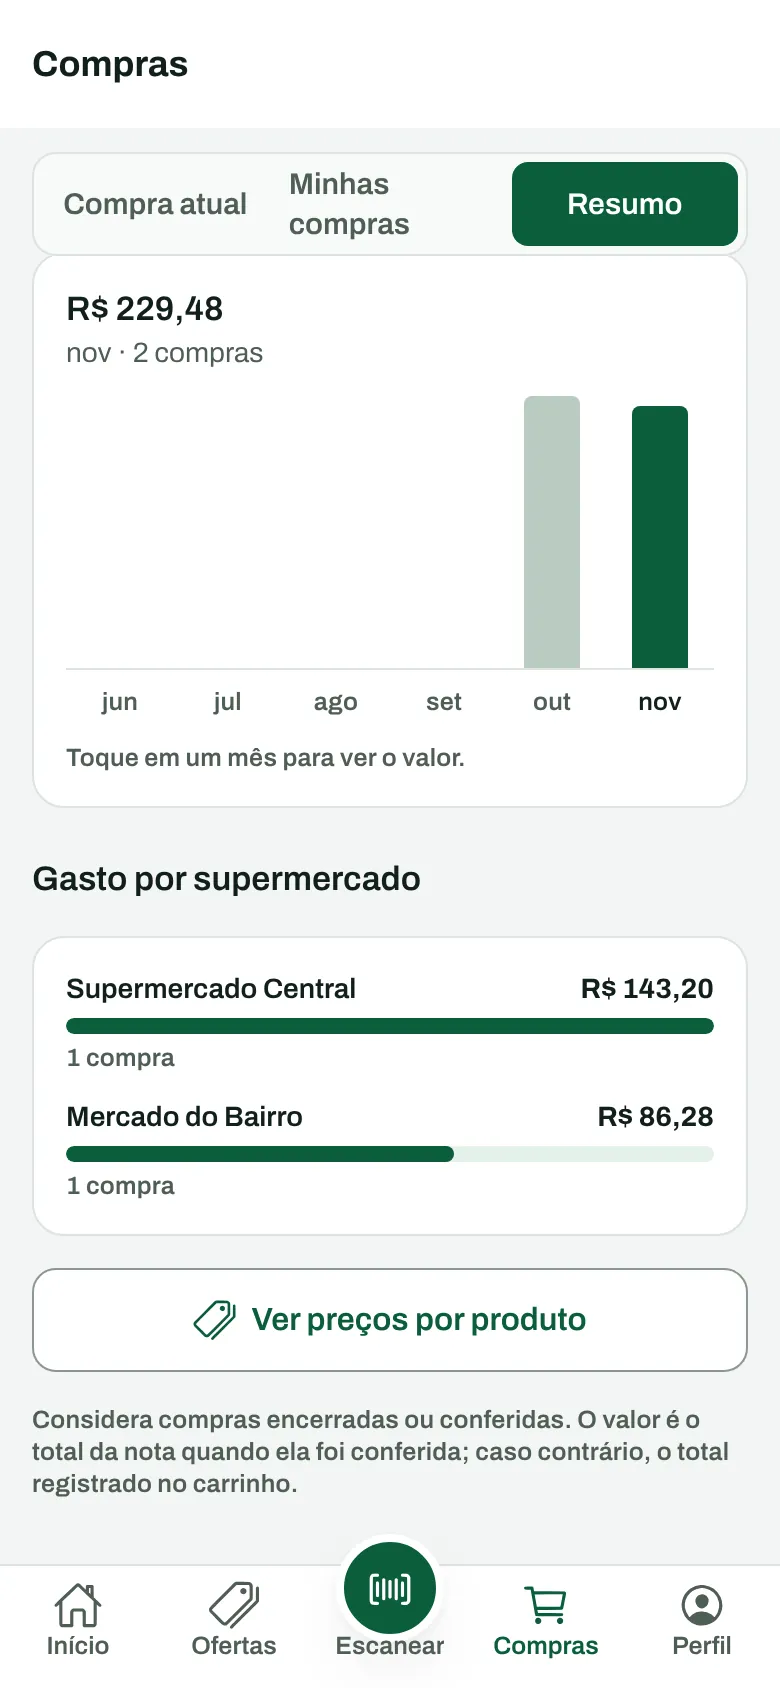 Compras
Compra atual
Minhas
compras
Resumo
R$ 229,48
nov · 2 compras
jun jul ago set out nov
Toque em um mês para ver o valor.
Gasto por supermercado
Supermercado Central R$ 143,20
1 compra
Mercado do Bairro R$ 86,28
1 compra
Ver preços por produto
Considera compras encerradas ou conferidas. O valor é o
total da nota quando ela foi conferida; caso contrário, o total
registrado no carrinho.
Início Ofertas Escanear Compras Perfil